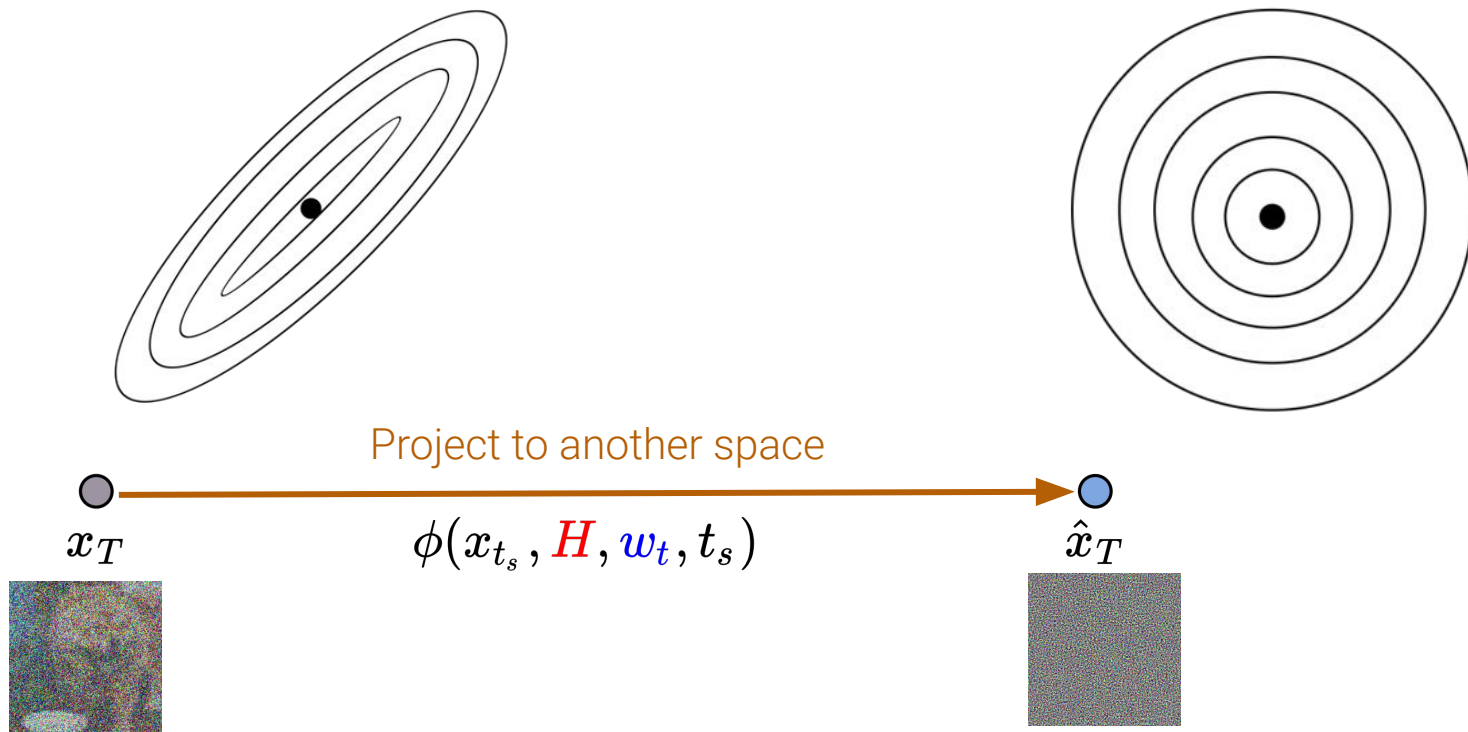 Project to another space
x_T
ϕ(x_{t_s}, H, w_t, t_s)
x̂_T